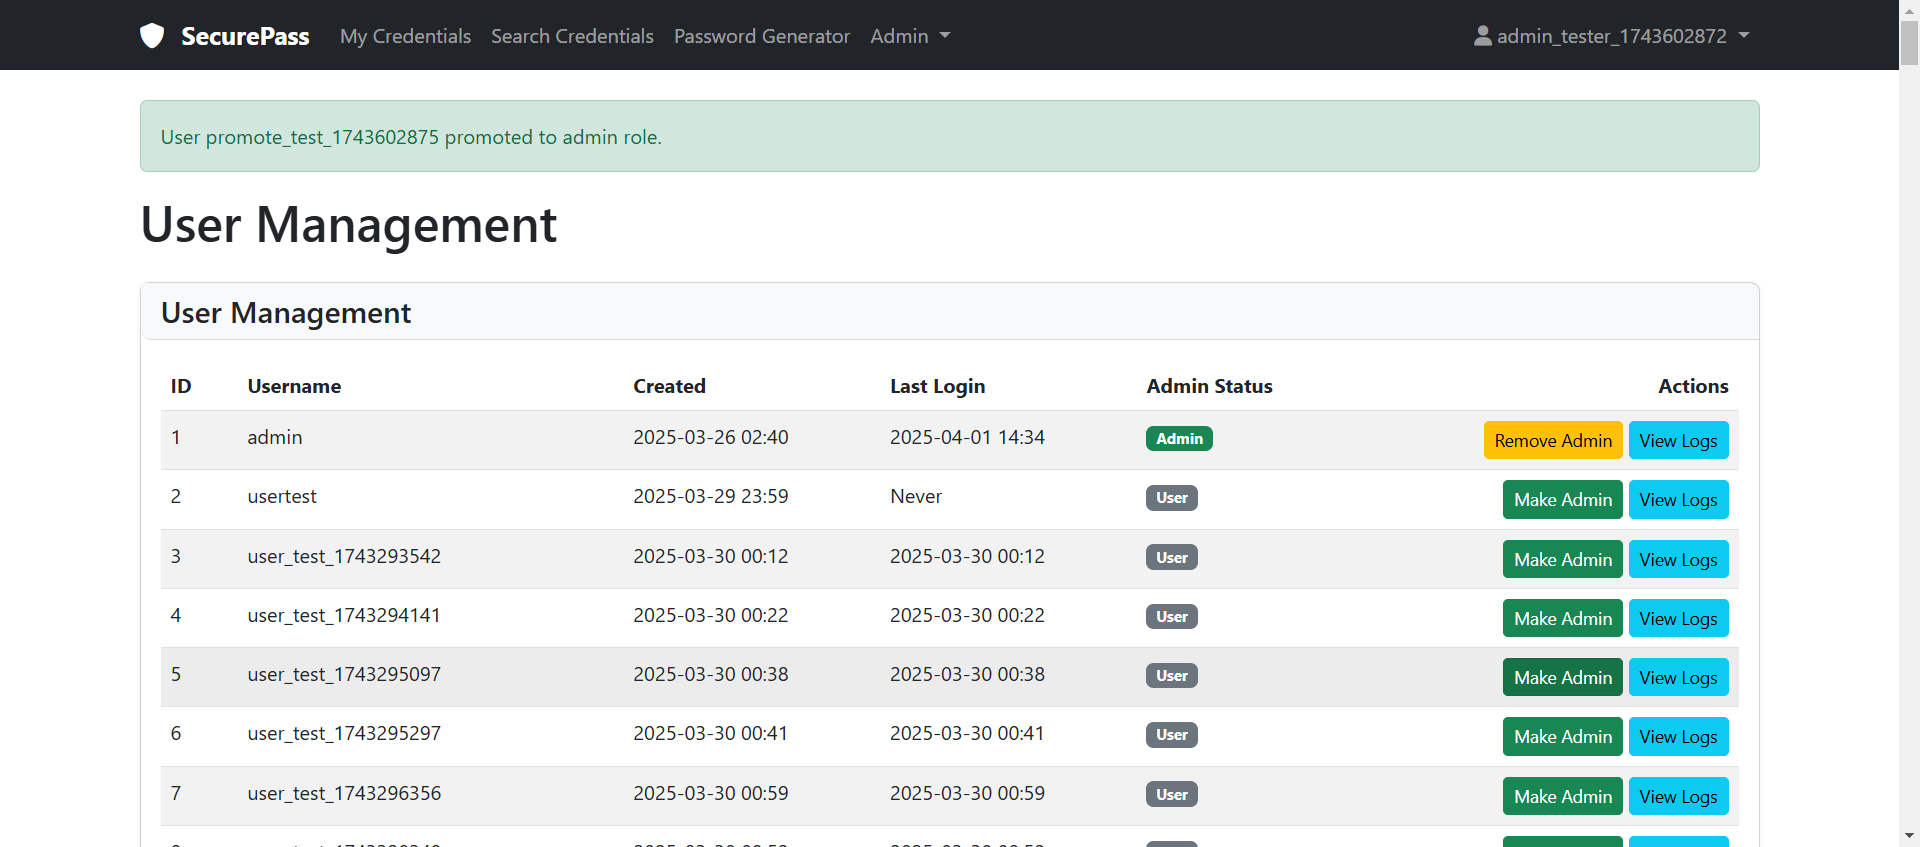 SecurePass My Credentials Search Credentials Password Generator Admin admin_tester_1743602872
User promote_test_1743602875 promoted to admin role.
User Management
User Management
ID Username Created Last Login Admin Status Actions
1 admin 2025-03-26 02:40 2025-04-01 14:34 Admin Remove Admin View Logs
2 usertest 2025-03-29 23:59 Never User Make Admin View Logs
3 user_test_1743293542 2025-03-30 00:12 2025-03-30 00:12 User Make Admin View Logs
4 user_test_1743294141 2025-03-30 00:22 2025-03-30 00:22 User Make Admin View Logs
5 user_test_1743295097 2025-03-30 00:38 2025-03-30 00:38 User Make Admin View Logs
6 user_test_1743295297 2025-03-30 00:41 2025-03-30 00:41 User Make Admin View Logs
7 user_test_1743296356 2025-03-30 00:59 2025-03-30 00:59 User Make Admin View Logs